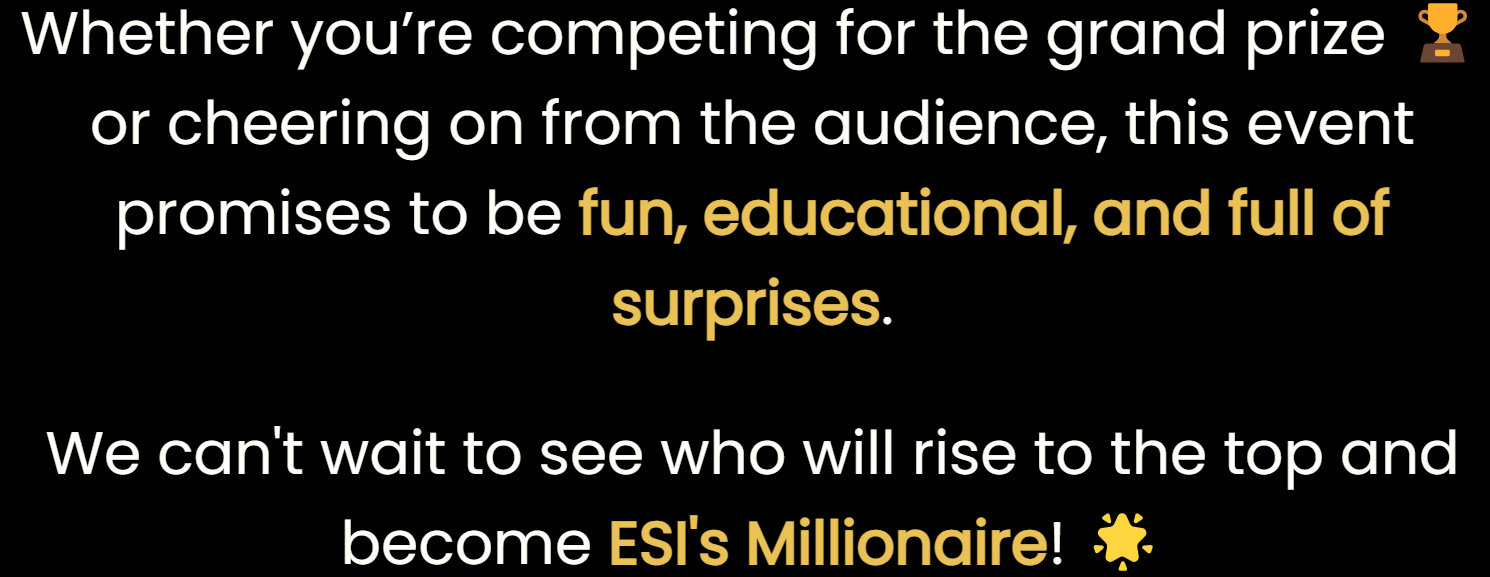 Whether you’re competing for the grand prize 🏆
or cheering on from the audience, this event
promises to be fun, educational, and full of
surprises.
We can't wait to see who will rise to the top and
become ESI's Millionaire! 🌟